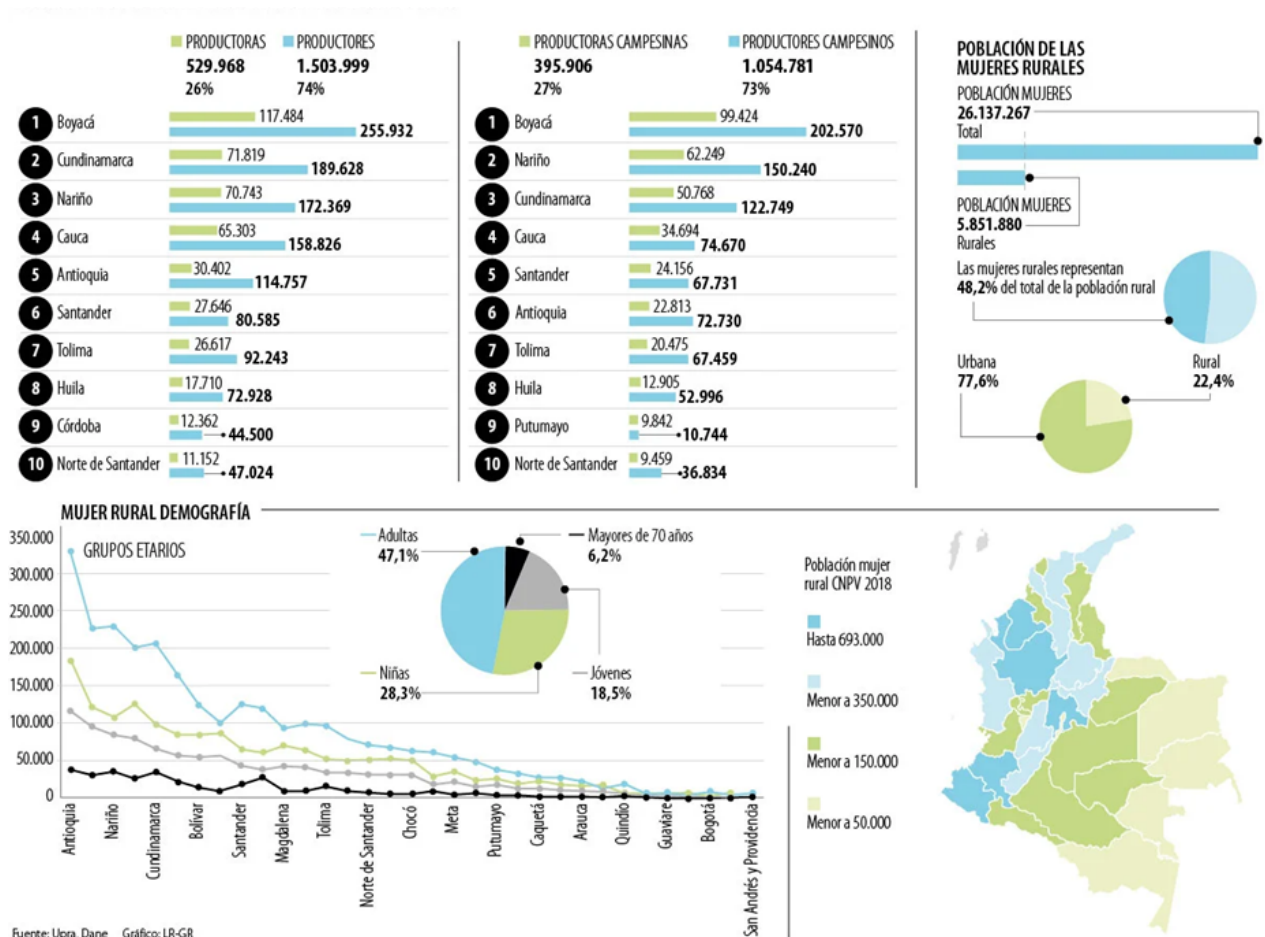 PRODUCTORAS
529.968
26%
PRODUCTORES
1.503.999
74%
1 Boyacá 117.484
255.932
2 Cundinamarca 71.819
189.628
3 Nariño 70.743
172.369
4 Cauca 65.303
158.826
5 Antioquia 30.402
114.757
6 Santander 27.646
80.585
7 Tolima 26.617
92.243
8 Huila 17.710
72.928
9 Córdoba 12.362
44.500
10 Norte de Santander 11.152
47.024
PRODUCTORAS CAMPESINAS
395.906
27%
PRODUCTORES CAMPESINOS
1.054.781
73%
1 Boyacá 99.424
202.570
2 Nariño 62.249
150.240
3 Cundinamarca 50.768
122.749
4 Cauca 34.694
74.670
5 Santander 24.156
67.731
6 Antioquia 22.813
72.730
7 Tolima 20.475
67.459
8 Huila 12.905
52.996
9 Putumayo 9.842
10.744
10 Norte de Santander 9.459
36.834
POBLACIÓN DE LAS
MUJERES RURALES
POBLACIÓN MUJERES
26.137.267
Total
POBLACIÓN MUJERES
5.851.880
Rurales
Las mujeres rurales representan
48,2% del total de la población rural
Urbana
77,6%
Rural
22,4%
MUJER RURAL DEMOGRAFÍA
GRUPOS ETARIOS
350.000
300.000
250.000
200.000
150.000
100.000
50.000
0
Antioquia
Nariño
Cundinamarca
Bolívar
Santander
Magdalena
Tolima
Norte de Santander
Chocó
Meta
Putumayo
Caquetá
Arauca
Quindío
Guaviare
Bogotá
San Andrés y Providencia
Adultas
47,1%
Mayores de 70 años
6,2%
Niñas
28,3%
Jóvenes
18,5%
Población mujer
rural CNPV 2018
Hasta 693.000
Menor a 350.000
Menor a 150.000
Menor a 50.000
Fuente: Upra, Dane Gráfico: LR-GR